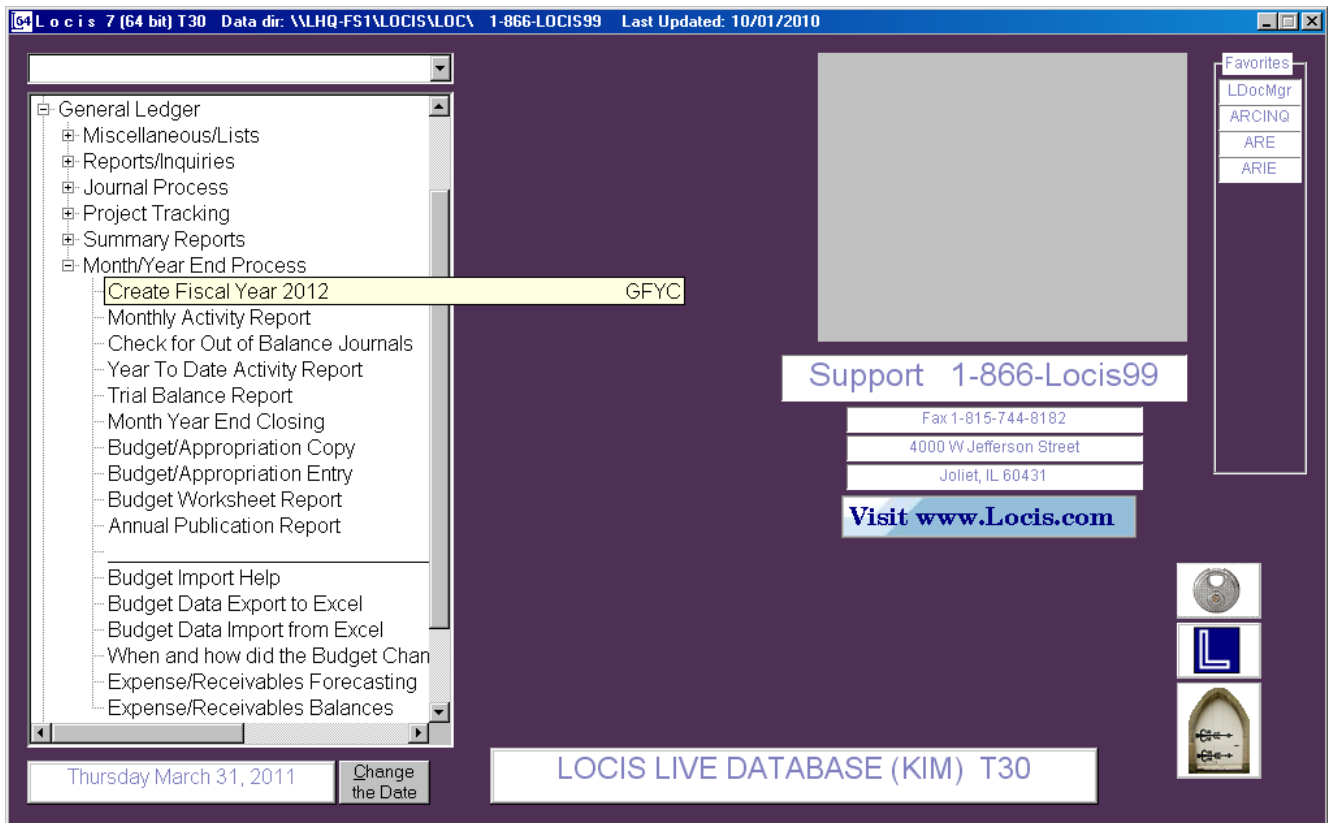 64 L o c i s 7 (64 bit) T30 Data dir: \\LHQ-FS1\LOCIS\LOC\ 1-866-LOCIS99 Last Updated: 10/01/2010
General Ledger
Miscellaneous/Lists
Reports/Inquiries
Journal Process
Project Tracking
Summary Reports
Month/Year End Process
Create Fiscal Year 2012 GFYC
Monthly Activity Report
Check for Out of Balance Journals
Year To Date Activity Report
Trial Balance Report
Month Year End Closing
Budget/Appropriation Copy
Budget/Appropriation Entry
Budget Worksheet Report
Annual Publication Report
Budget Import Help
Budget Data Export to Excel
Budget Data Import from Excel
When and how did the Budget Chan
Expense/Receivables Forecasting
Expense/Receivables Balances
Thursday March 31, 2011
Change
the Date
Support 1-866-Locis99
Fax 1-815-744-8182
4000 W Jefferson Street
Joliet, IL 60431
Visit www.Locis.com
LOCIS LIVE DATABASE (KIM) T30
Favorites
LDocMgr
ARCINQ
ARE
ARIE
L